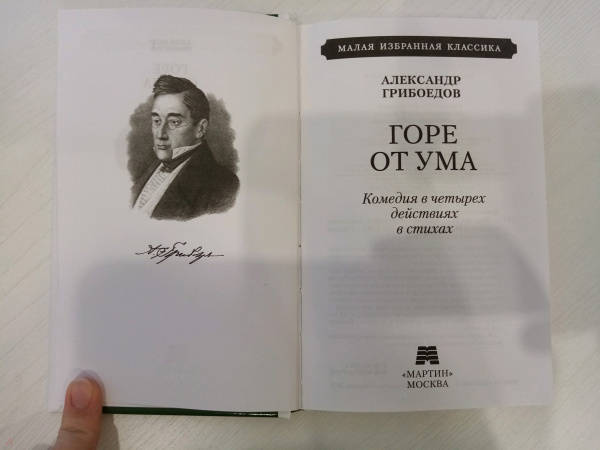 МАЛАЯ ИЗБРАННАЯ КЛАССИКА
АЛЕКСАНДР
ГРИБОЕДОВ
ГОРЕ
ОТ УМА
Комедия в четырех
действиях
в стихах
«МАРТИН»
МОСКВА